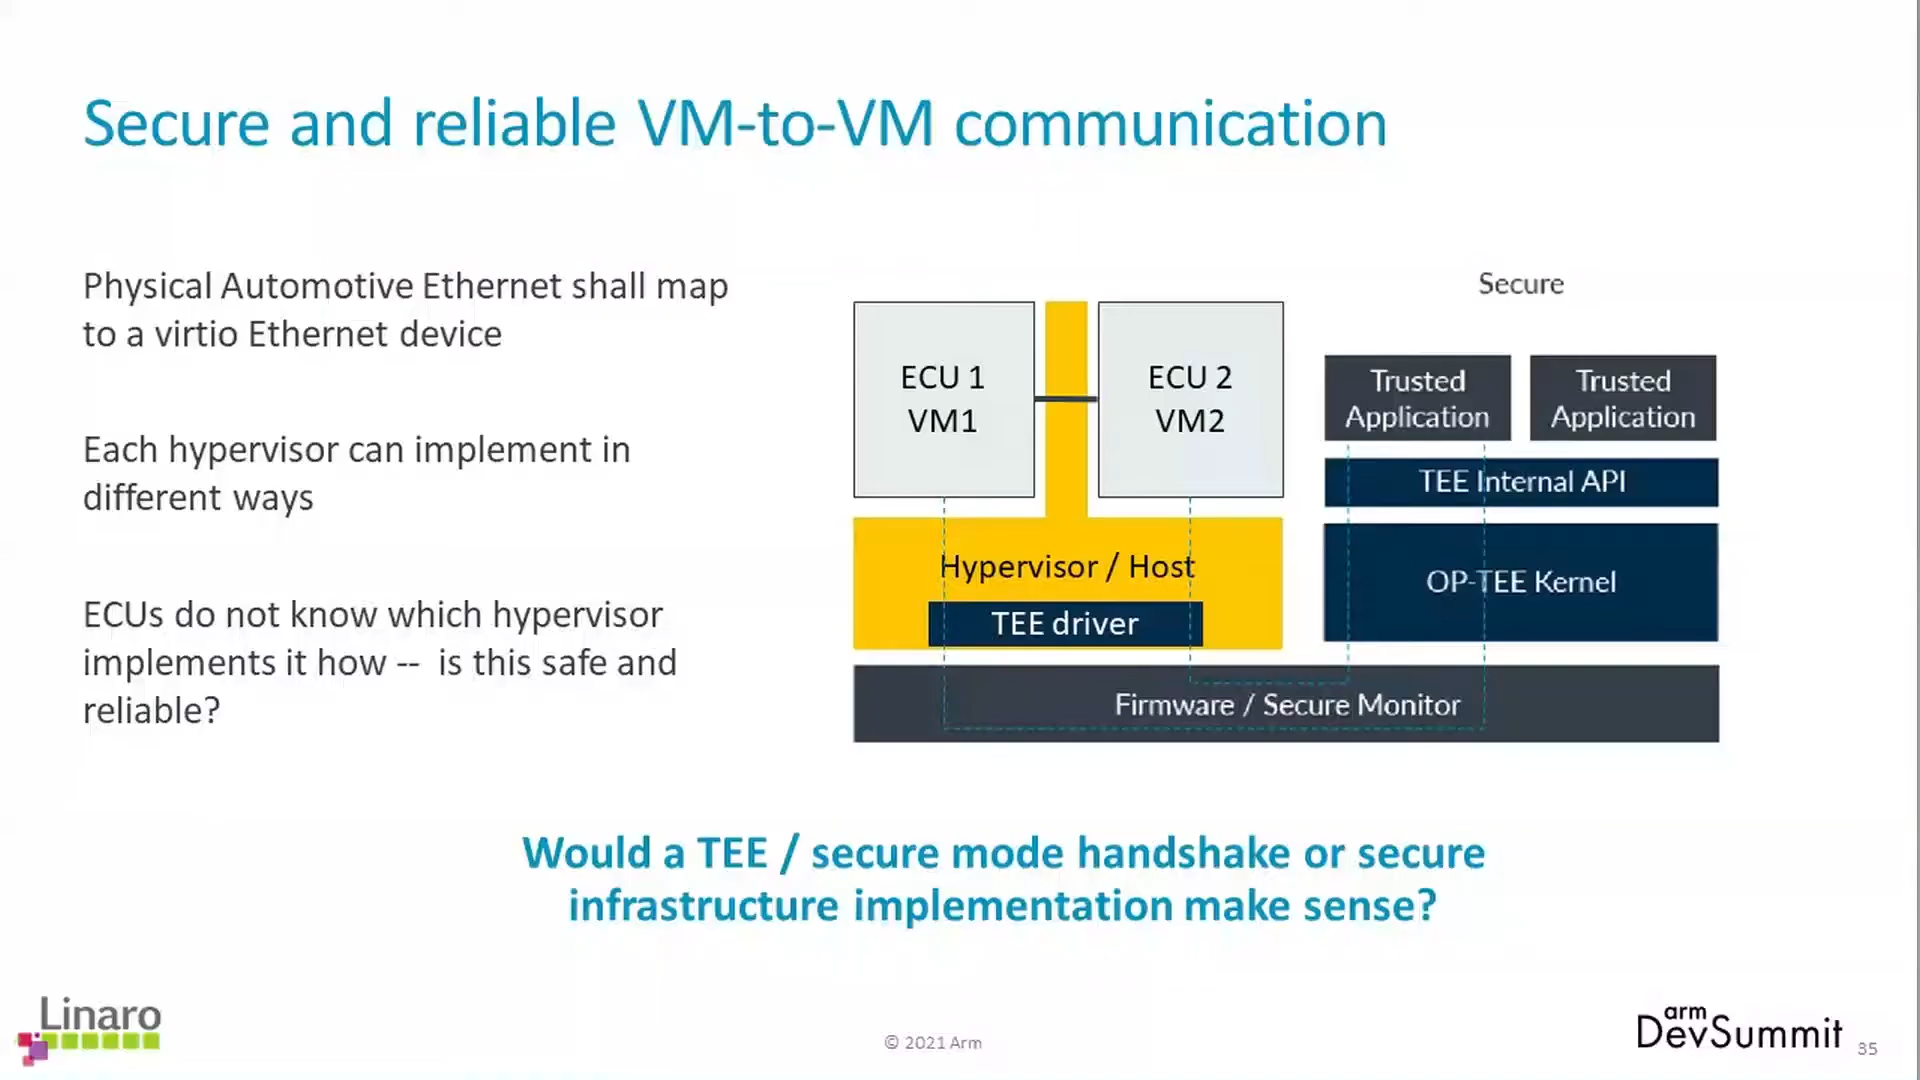 Secure and reliable VM-to-VM communication
Physical Automotive Ethernet shall map
to a virtio Ethernet device
Each hypervisor can implement in
different ways
ECUs do not know which hypervisor
implements it how --  is this safe and
reliable?
ECU 1
VM1
ECU 2
VM2
Hypervisor / Host
TEE driver
Secure
Trusted
Application
Trusted
Application
TEE Internal API
OP-TEE Kernel
Firmware / Secure Monitor
Would a TEE / secure mode handshake or secure
infrastructure implementation make sense?
Linaro
© 2021 Arm
arm
DevSummit
35